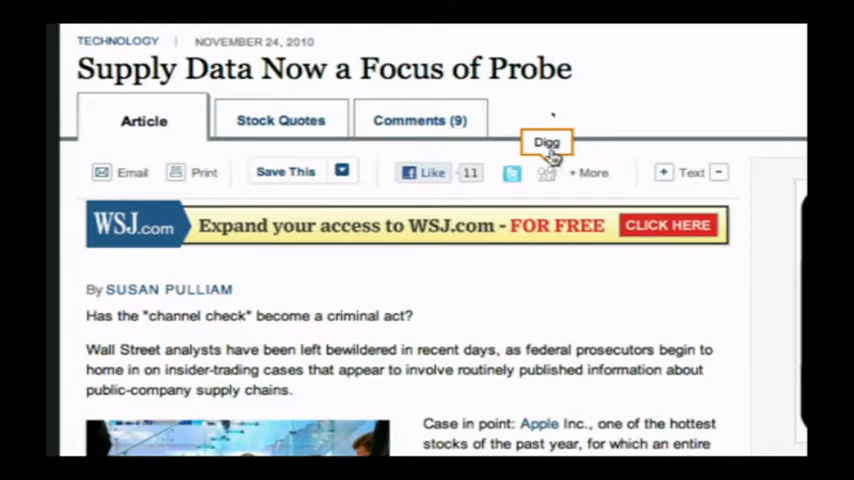 TECHNOLOGY | NOVEMBER 24, 2010
Supply Data Now a Focus of Probe
Article Stock Quotes Comments (9)
Digg
Email Print Save This Like 11 + More + Text −
WSJ.com Expand your access to WSJ.com - FOR FREE CLICK HERE
By SUSAN PULLIAM
Has the "channel check" become a criminal act?
Wall Street analysts have been left bewildered in recent days, as federal prosecutors begin to
home in on insider-trading cases that appear to involve routinely published information about
public-company supply chains.
Case in point: Apple Inc., one of the hottest
stocks of the past year, for which an entire